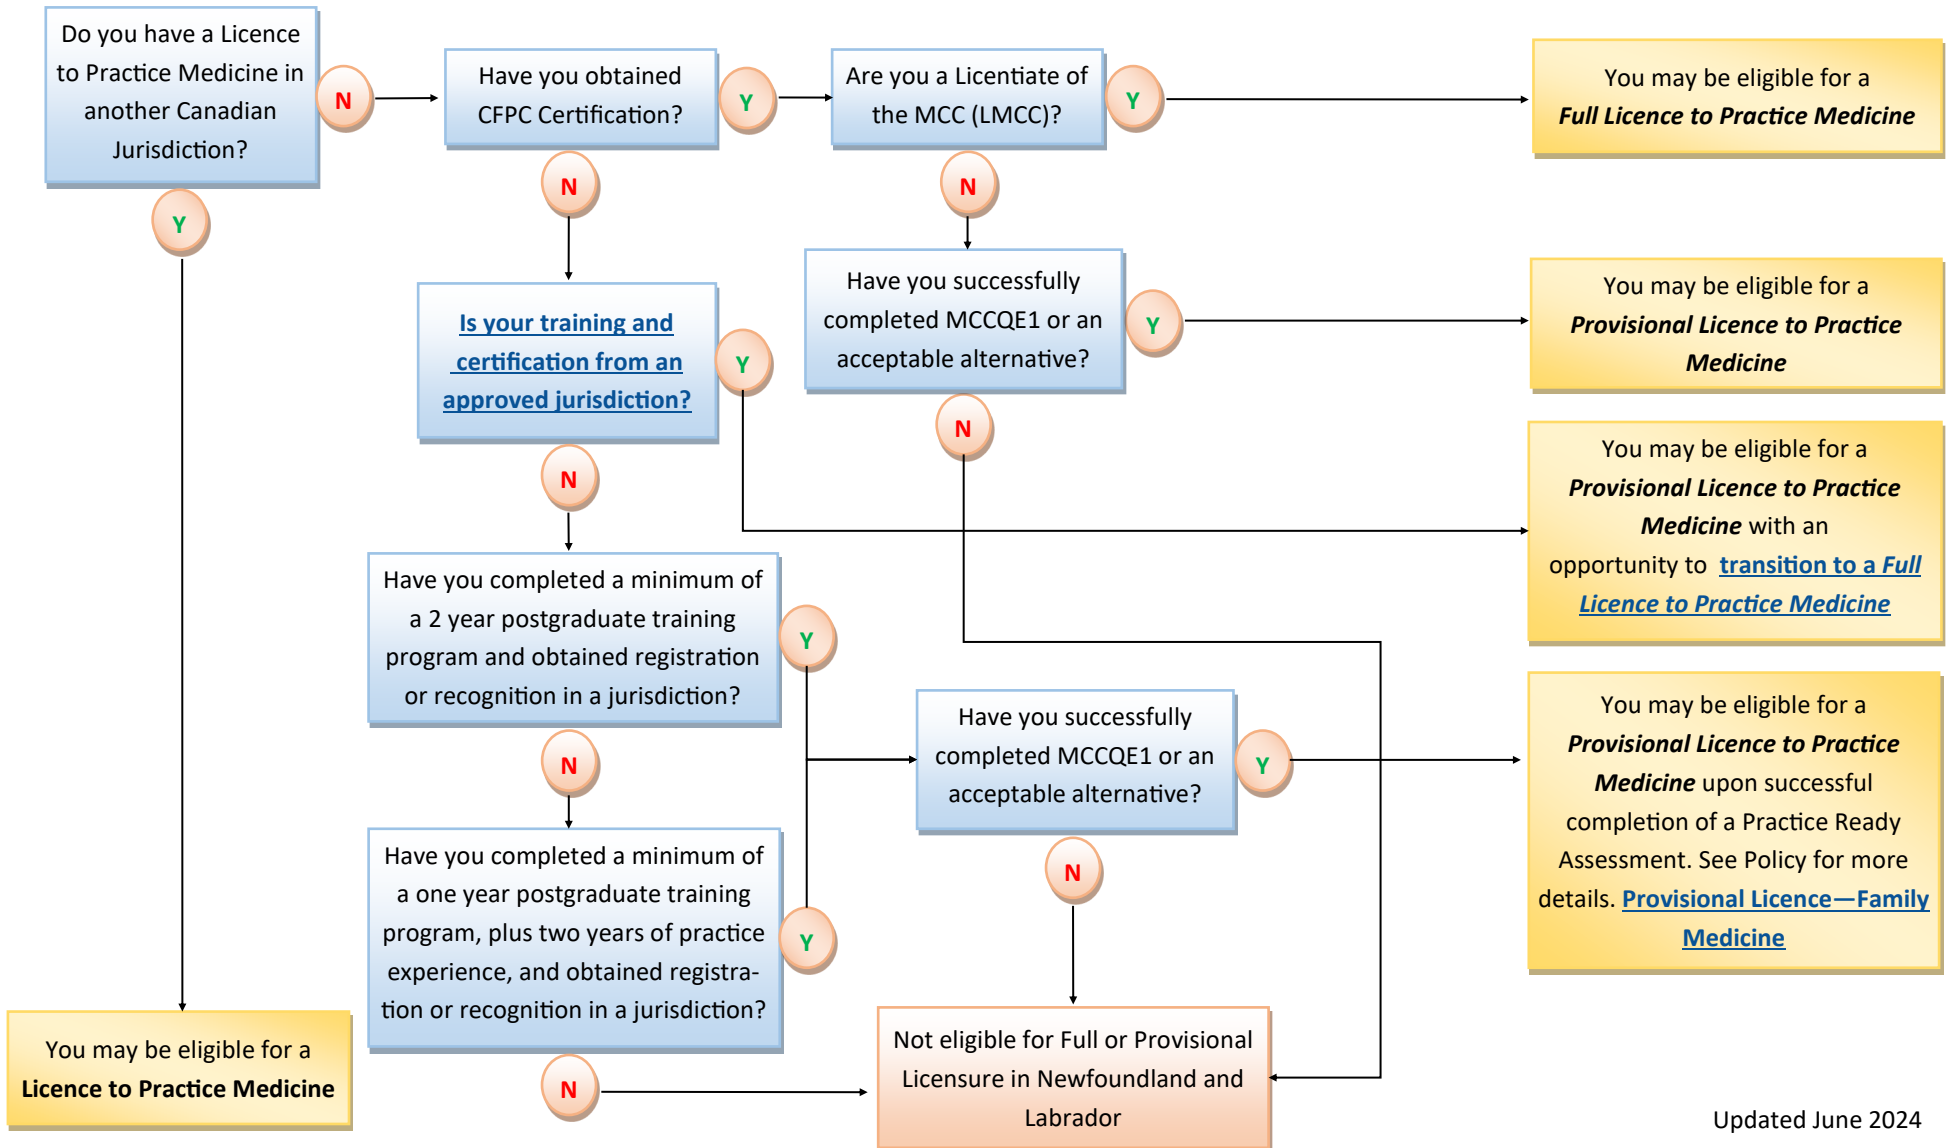 Do you have a Licence
to Practice Medicine in
another Canadian
Jurisdiction?
N
Y
Have you obtained
CFPC Certification?
Y
N
Are you a Licentiate of
the MCC (LMCC)?
Y
N
You may be eligible for a
Full Licence to Practice Medicine
Have you successfully
completed MCCQE1 or an
acceptable alternative?
Y
N
You may be eligible for a
Provisional Licence to Practice
Medicine
Is your training and
certification from an
approved jurisdiction?
Y
N
You may be eligible for a
Provisional Licence to Practice
Medicine with an
opportunity to transition to a Full
Licence to Practice Medicine
Have you completed a minimum of
a 2 year postgraduate training
program and obtained registration
or recognition in a jurisdiction?
Y
N
Have you successfully
completed MCCQE1 or an
acceptable alternative?
Y
N
You may be eligible for a
Provisional Licence to Practice
Medicine upon successful
completion of a Practice Ready
Assessment. See Policy for more
details. Provisional Licence—Family
Medicine
Have you completed a minimum of
a one year postgraduate training
program, plus two years of practice
experience, and obtained registra-
tion or recognition in a jurisdiction?
Y
N
You may be eligible for a
Licence to Practice Medicine
Not eligible for Full or Provisional
Licensure in Newfoundland and
Labrador
Updated June 2024